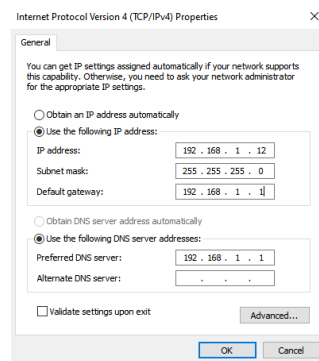 Internet Protocol Version 4 (TCP/IPv4) Properties
General
You can get IP settings assigned automatically if your network supports
this capability. Otherwise, you need to ask your network administrator
for the appropriate IP settings.
Obtain an IP address automatically
Use the following IP address:
IP address: 192 . 168 . 1 . 12
Subnet mask: 255 . 255 . 255 . 0
Default gateway: 192 . 168 . 1 . 1
Obtain DNS server address automatically
Use the following DNS server addresses:
Preferred DNS server: 192 . 168 . 1 . 1
Alternate DNS server: . . .
Validate settings upon exit
Advanced...
OK Cancel